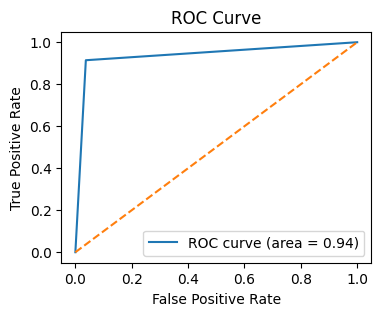 ROC Curve
True Positive Rate
1.0
0.8
0.6
0.4
0.2
0.0
ROC curve (area = 0.94)
0.0 0.2 0.4 0.6 0.8 1.0
False Positive Rate